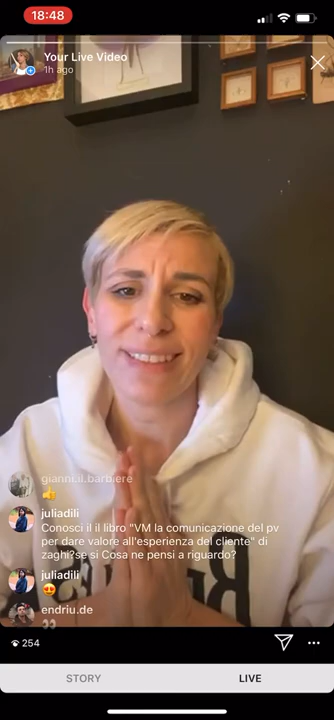 18:48
Your Live Video
1h ago
gianni.il.barbiere
juliadili
Conosci il il libro "VM la comunicazione del pv
per dare valore all'esperienza del cliente" di
zaghi?se si Cosa ne pensi a riguardo?
juliadili
endriu.de
254
STORY
LIVE